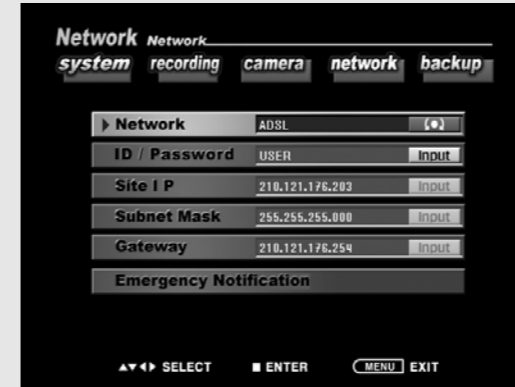 Network Network
system recording camera network backup
Network ADSL
ID / Password USER Input
Site I P 210.121.176.203 Input
Subnet Mask 255.255.255.000 Input
Gateway 210.121.176.254 Input
Emergency Notification
▲▼◀▶ SELECT ■ ENTER MENU EXIT